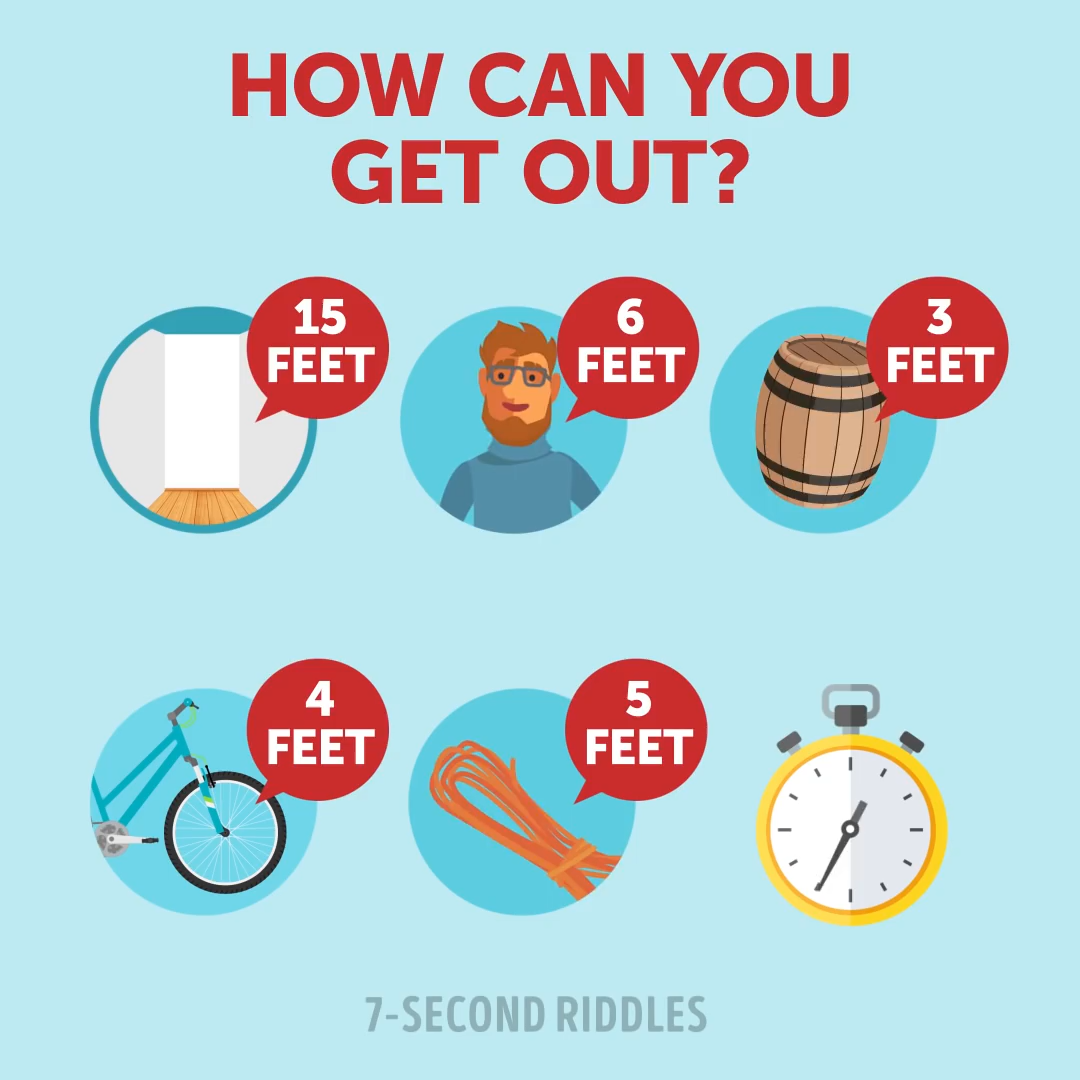 HOW CAN YOU
GET OUT?
15
FEET
6
FEET
3
FEET
4
FEET
5
FEET
7-SECOND RIDDLES